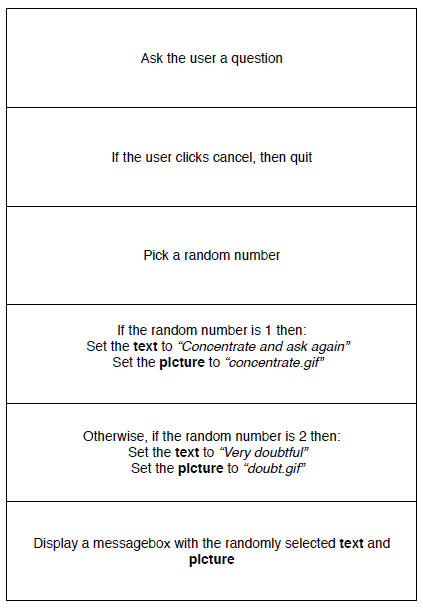 Ask the user a question
If the user clicks cancel, then quit
Pick a random number
If the random number is 1 then:
Set the text to “Concentrate and ask again”
Set the picture to “concentrate.gif”
Otherwise, if the random number is 2 then:
Set the text to “Very doubtful”
Set the picture to “doubt.gif”
Display a messagebox with the randomly selected text and
picture